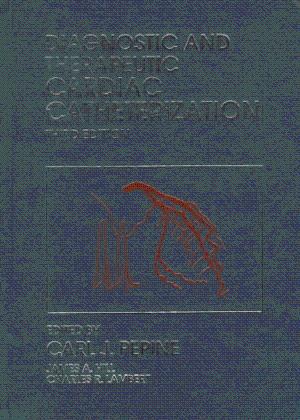 DIAGNOSTIC AND
THERAPEUTIC
CARDIAC
CATHETERIZATION
THIRD EDITION
EDITED BY
CARL J. PEPINE
JAMES A. HILL
CHARLES R. LAMBERT